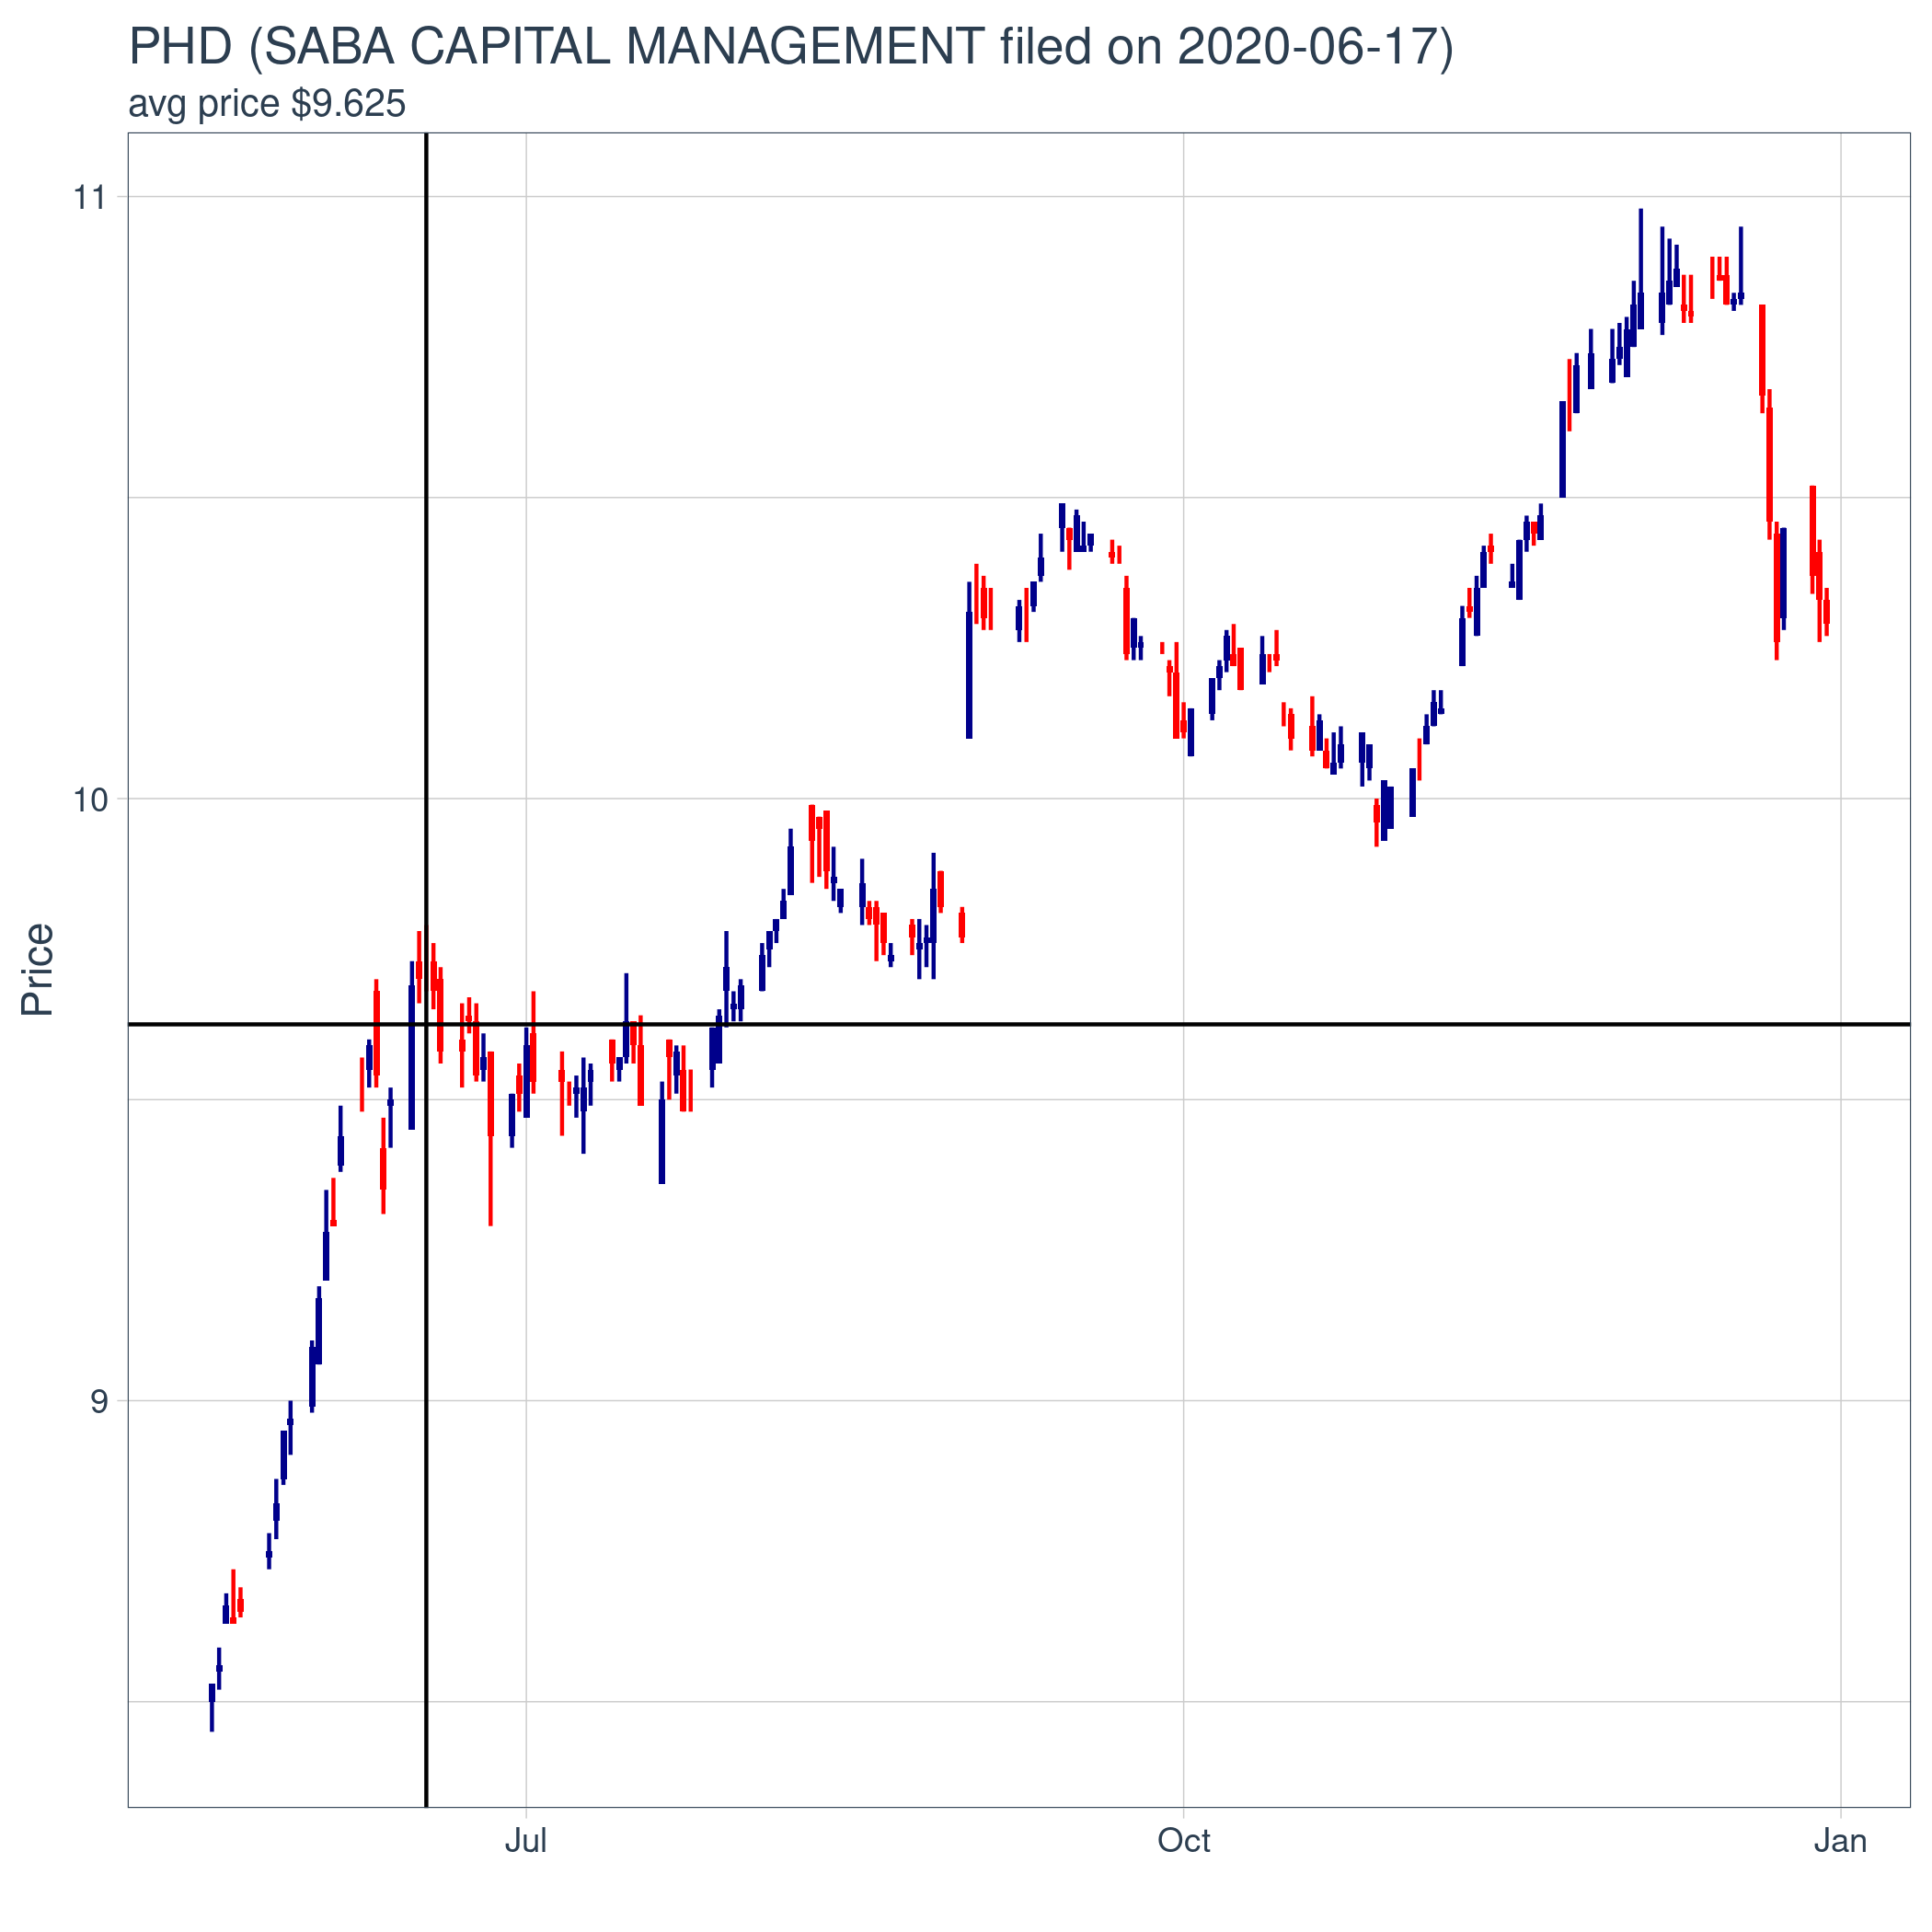 PHD (SABA CAPITAL MANAGEMENT filed on 2020-06-17)
avg price $9.625
11
10
9
Price
Jul
Oct
Jan